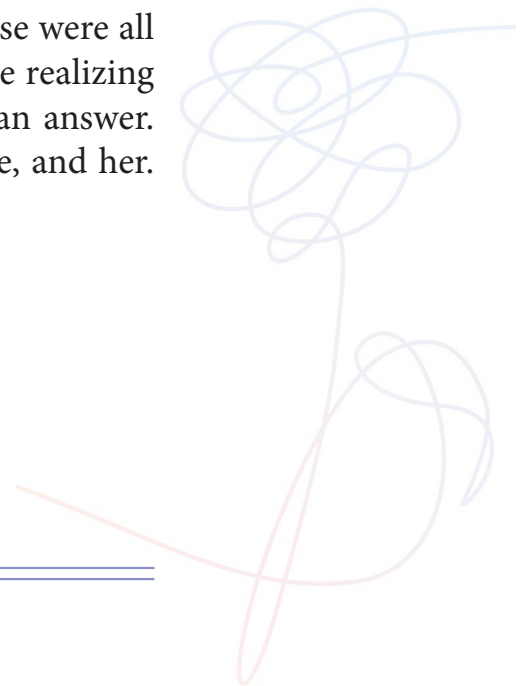 se were all
e realizing
an answer.
e, and her.